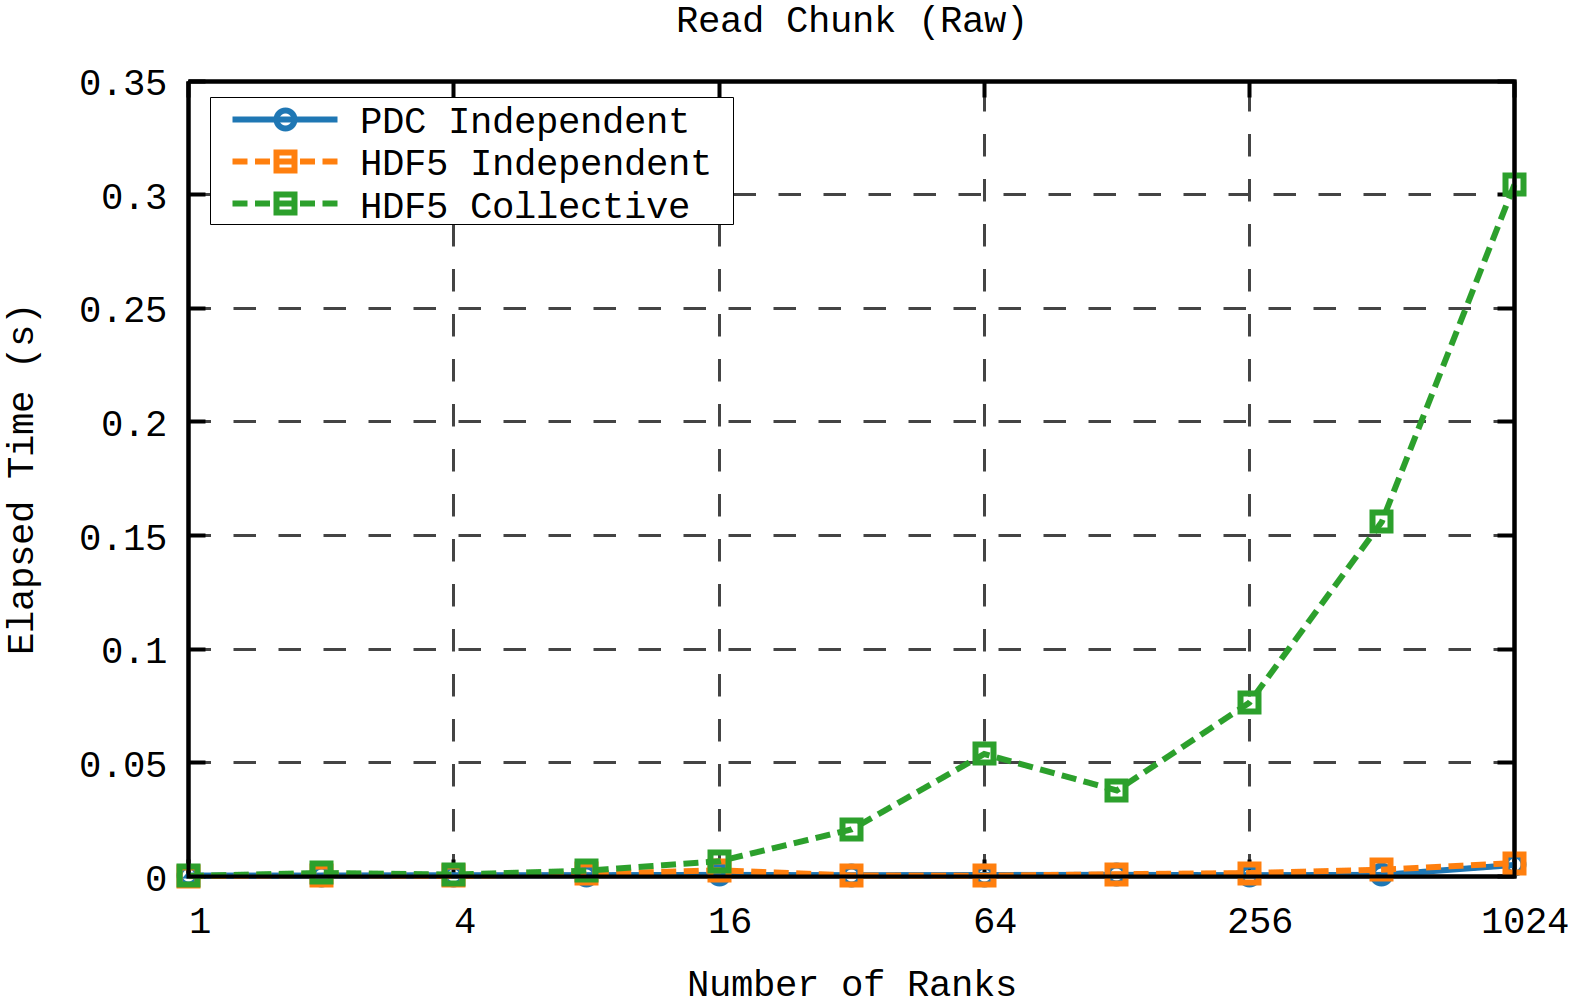 Read Chunk (Raw)
0.35
0.3
0.25
0.2
0.15
0.1
0.05
0
Elapsed Time (s)
PDC Independent
HDF5 Independent
HDF5 Collective
1 4 16 64 256 1024
Number of Ranks